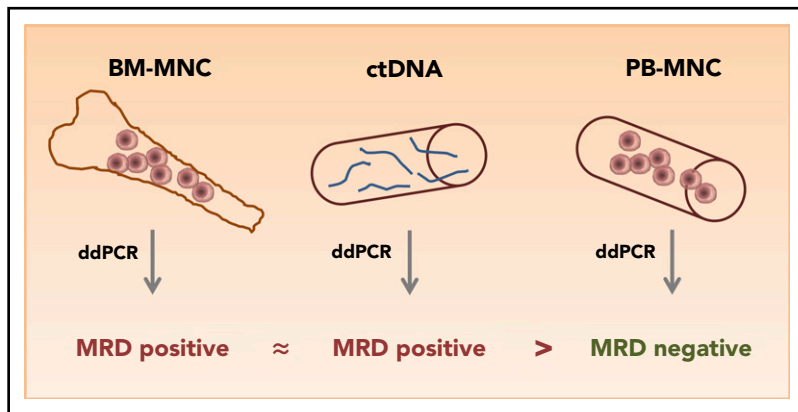 BM-MNC ctDNA PB-MNC
ddPCR ddPCR ddPCR
MRD positive ≈ MRD positive > MRD negative